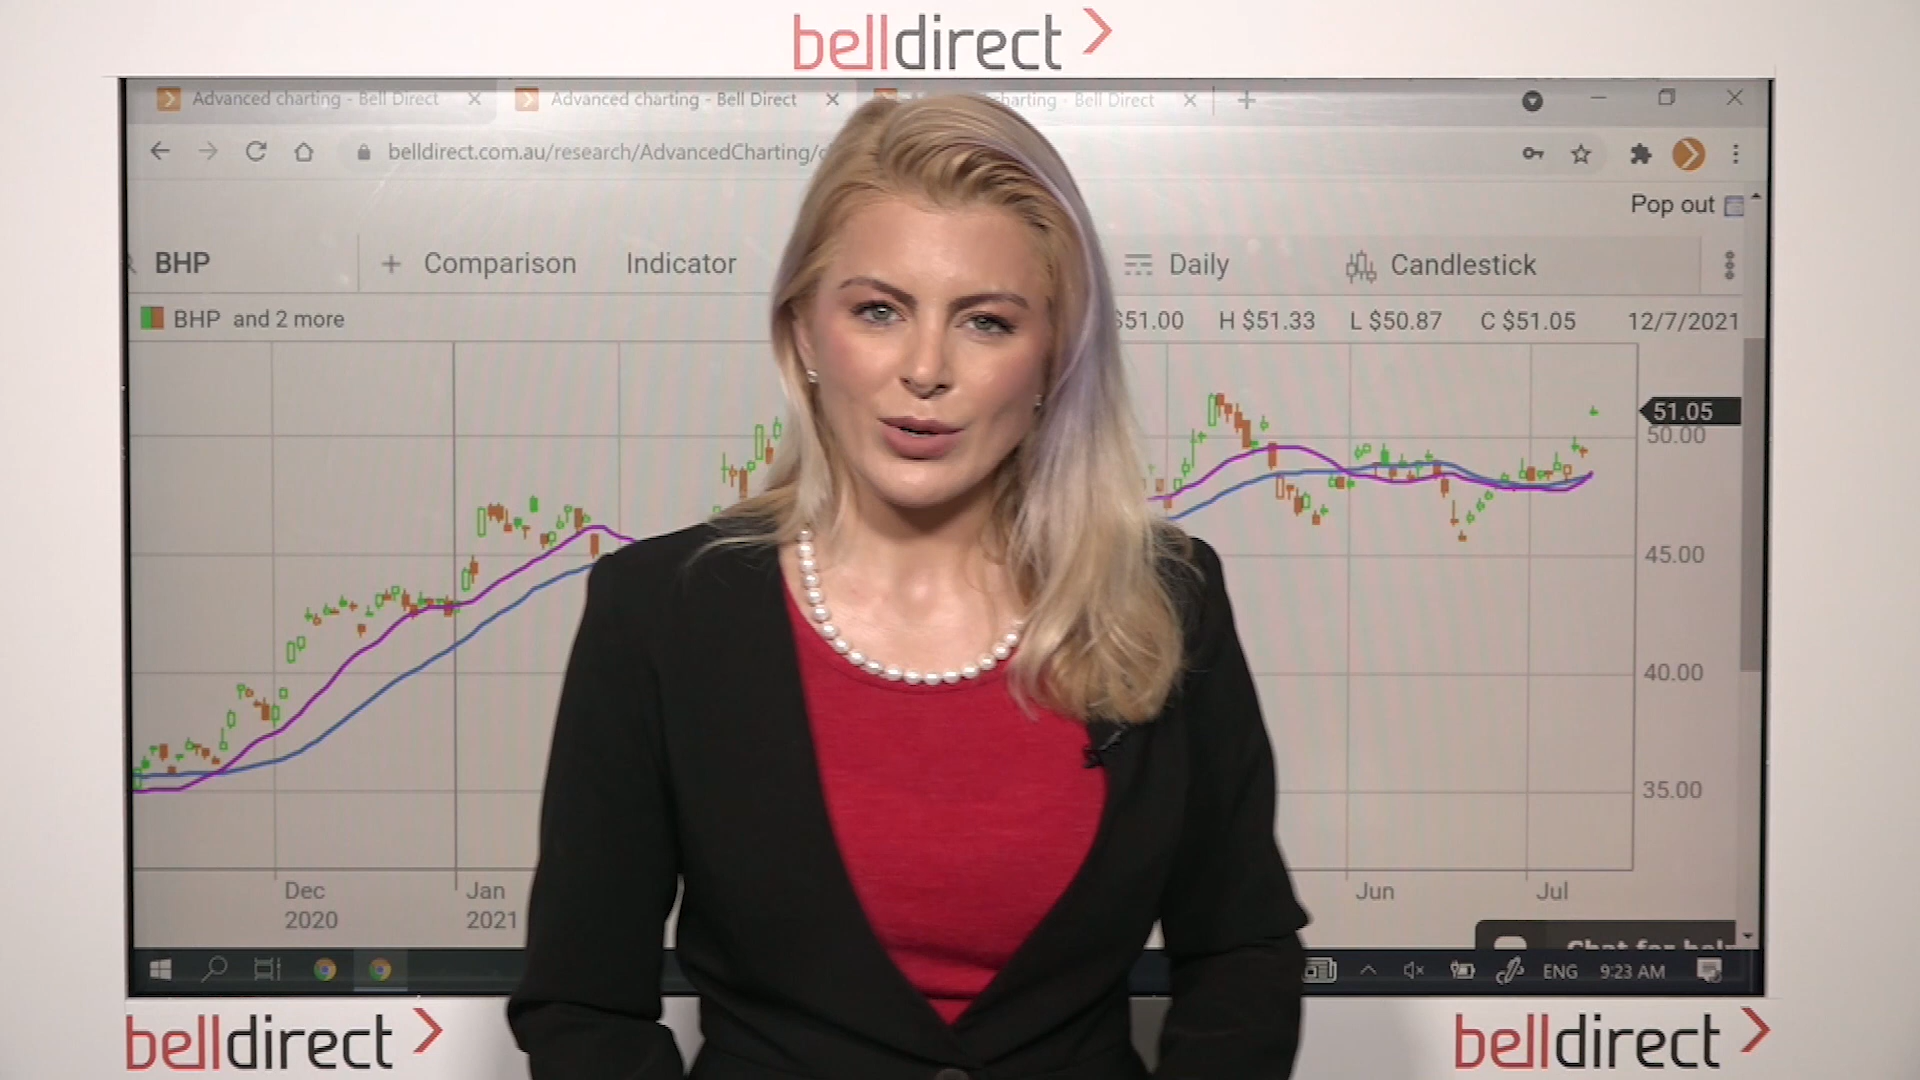 belldirect
Advanced charting - Bell Direct
Advanced charting - Bell Direct
charting - Bell Direct
belldirect.com.au/research/AdvancedCharting/
Pop out
BHP
+ Comparison
Indicator
Daily
Candlestick
BHP and 2 more
$51.00 H $51.33 L $50.87 C $51.05 12/7/2021
51.05
50.00
45.00
40.00
35.00
Dec
2020
Jan
2021
Jun
Jul
Chat for
ENG 9:23 AM
belldirect
belldirect